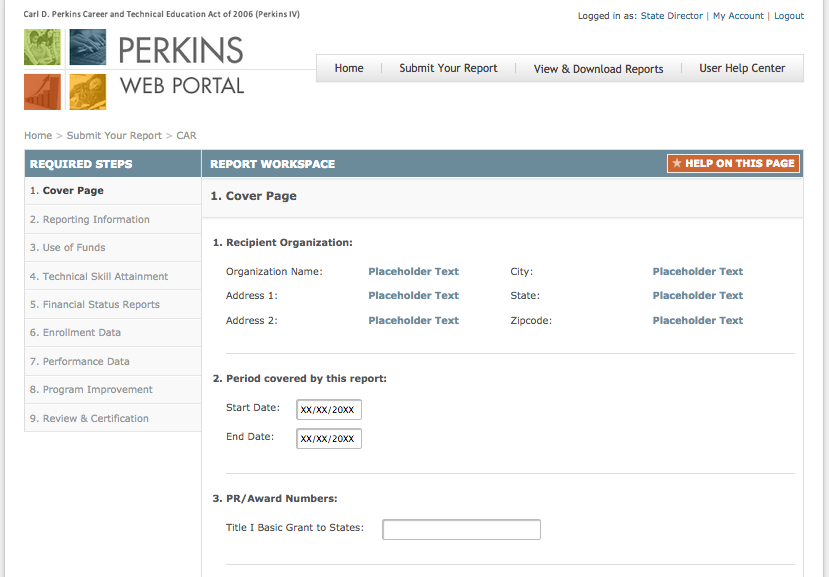 Carl D. Perkins Career and Technical Education Act of 2006 (Perkins IV)
Logged in as: State Director | My Account | Logout
PERKINS
WEB PORTAL
Home | Submit Your Report | View & Download Reports | User Help Center
Home > Submit Your Report > CAR
REQUIRED STEPS
1. Cover Page
2. Reporting Information
3. Use of Funds
4. Technical Skill Attainment
5. Financial Status Reports
6. Enrollment Data
7. Performance Data
8. Program Improvement
9. Review & Certification
REPORT WORKSPACE
★ HELP ON THIS PAGE
1. Cover Page
1. Recipient Organization:
Organization Name: Placeholder Text City: Placeholder Text
Address 1: Placeholder Text State: Placeholder Text
Address 2: Placeholder Text Zipcode: Placeholder Text
2. Period covered by this report:
Start Date: XX/XX/20XX
End Date: XX/XX/20XX
3. PR/Award Numbers:
Title I Basic Grant to States: